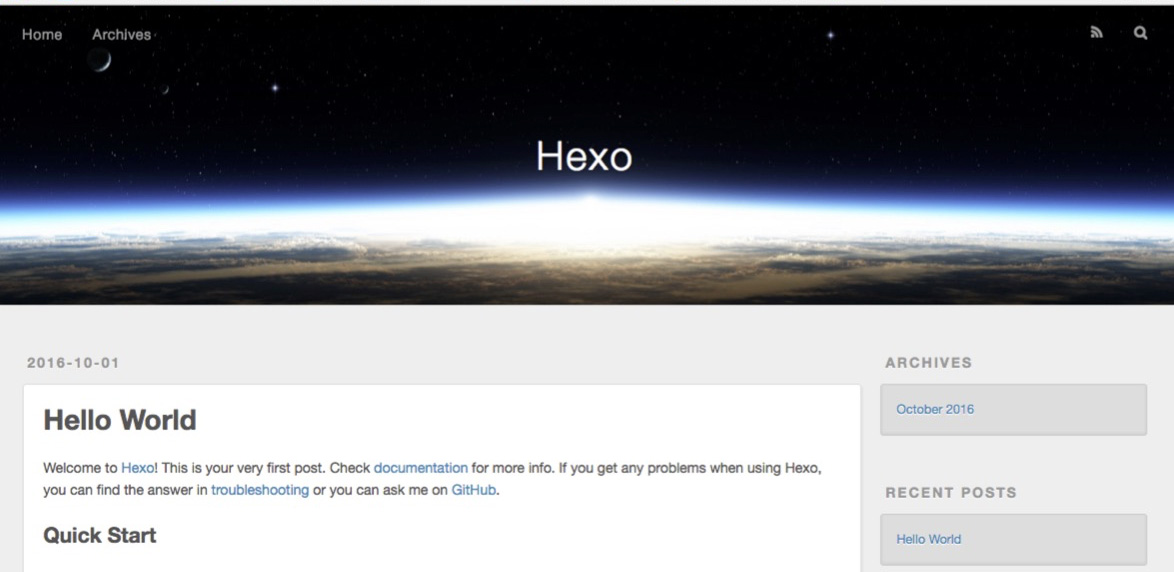 Home Archives
Hexo
2016-10-01
Hello World
Welcome to Hexo! This is your very first post. Check documentation for more info. If you get any problems when using Hexo,
you can find the answer in troubleshooting or you can ask me on GitHub.
Quick Start
ARCHIVES
October 2016
RECENT POSTS
Hello World